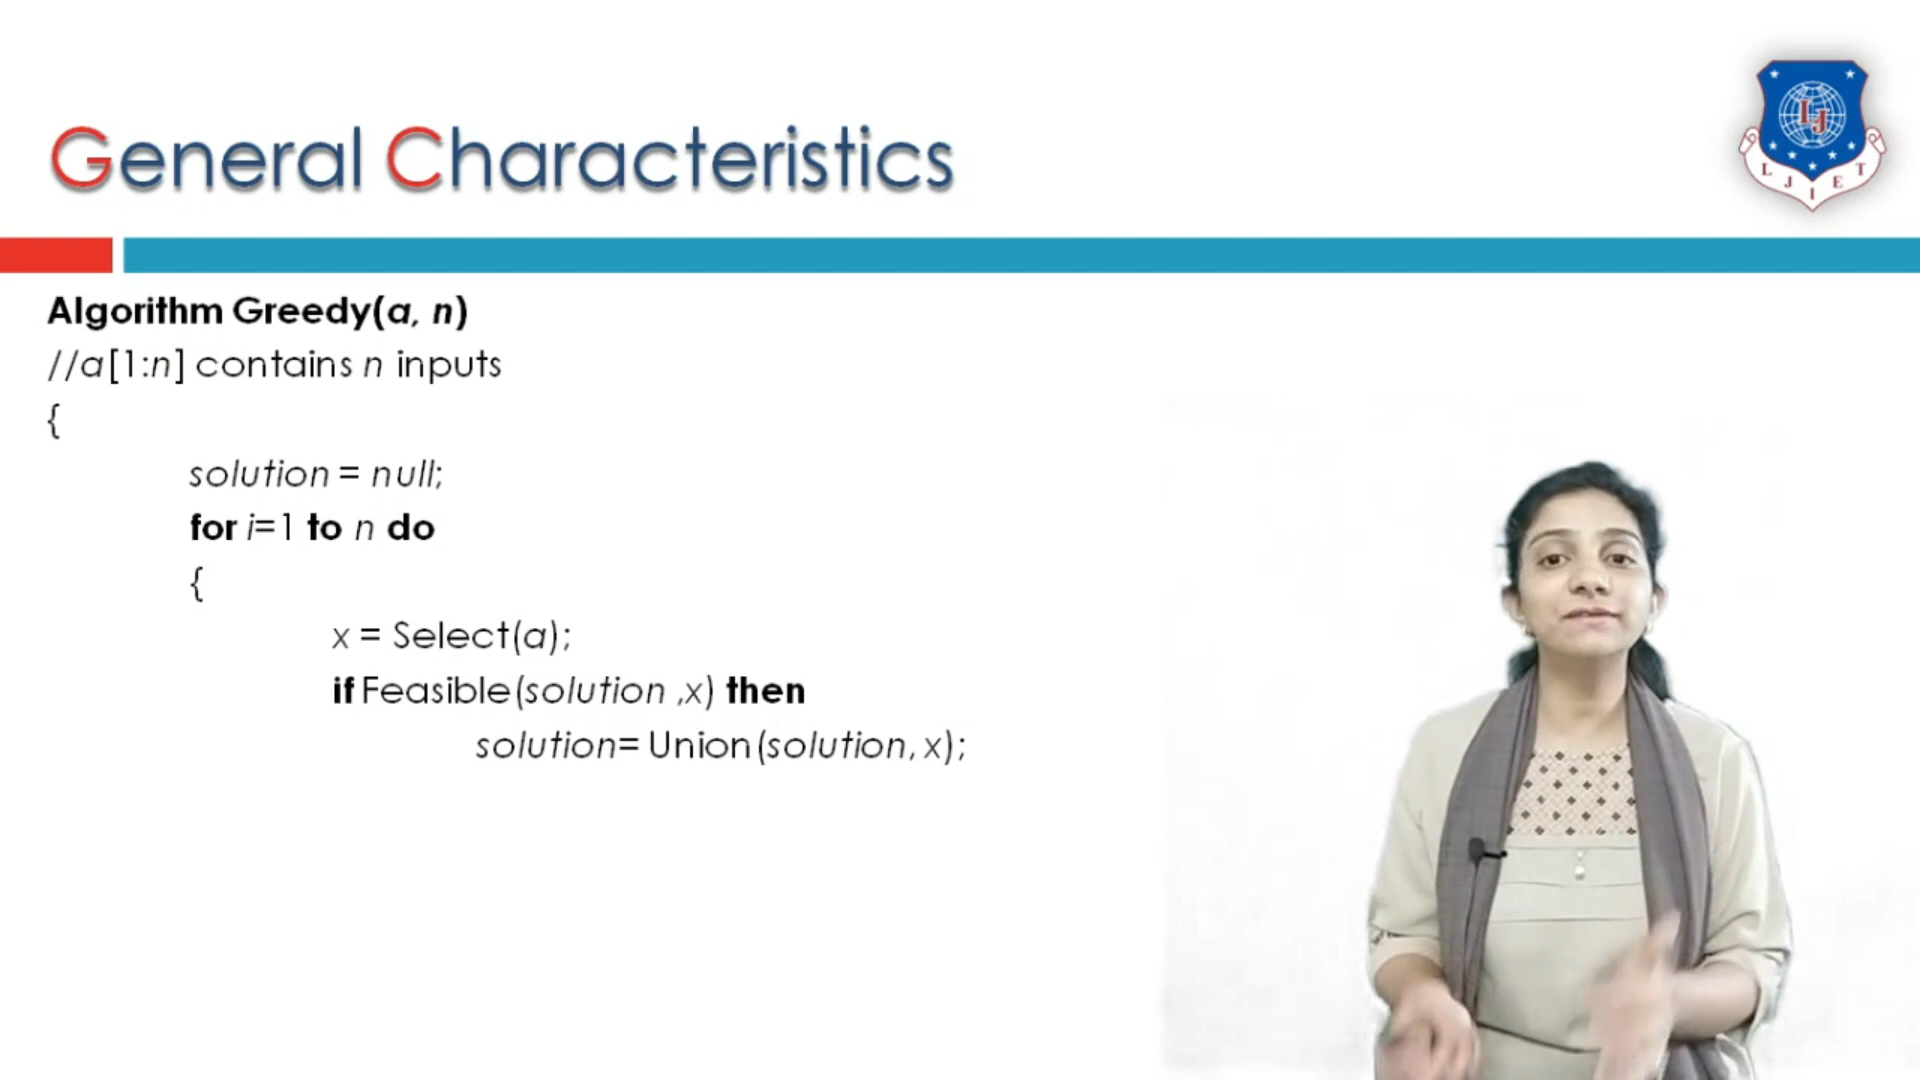 General Characteristics
LJ
L J I E T
Algorithm Greedy(a, n)
//a[1:n] contains n inputs
{
solution = null;
for i=1 to n do
{
x = Select(a);
if Feasible(solution ,x) then
solution= Union(solution, x);